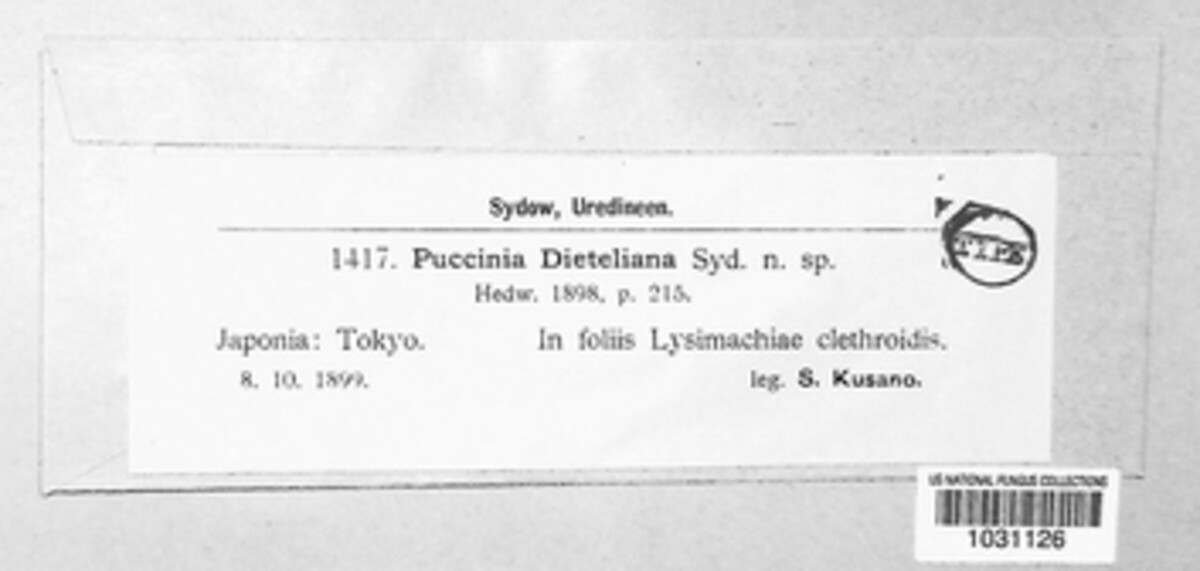 Sydow, Uredineen.
1417. Puccinia Dieteliana Syd. n. sp.
TYPE
Hedw. 1898, p. 215.
Japonia: Tokyo. In foliis Lysimachiae clethroidis.
8. 10. 1899. leg. S. Kusano.
US NATIONAL FUNGUS COLLECTIONS
1031126